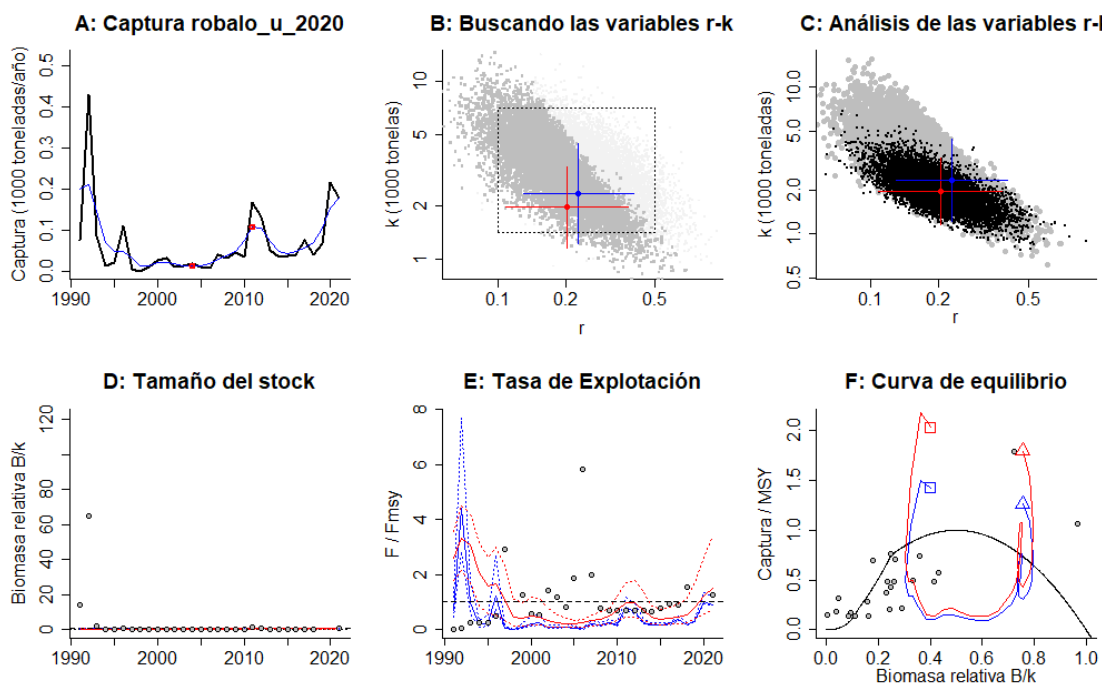 A: Captura robalo_u_2020
Captura (1000 toneladas/año)
0.0 0.1 0.2 0.3 0.4 0.5
1990 2000 2010 2020
B: Buscando las variables r-k
k (1000 tonelas)
1 2 5 10
0.1 0.2 0.5
r
C: Análisis de las variables r-l
k (1000 toneladas)
0.5 1.0 2.0 5.0 10.0
0.1 0.2 0.5
r
D: Tamaño del stock
Biomasa relativa B/k
0 20 40 60 80 120
1990 2000 2010 2020
E: Tasa de Explotación
F / Fmsy
0 2 4 6 8
1990 2000 2010 2020
F: Curva de equilibrio
Captura / MSY
0.0 0.5 1.0 1.5 2.0
0.0 0.2 0.4 0.6 0.8 1.0
Biomasa relativa B/k